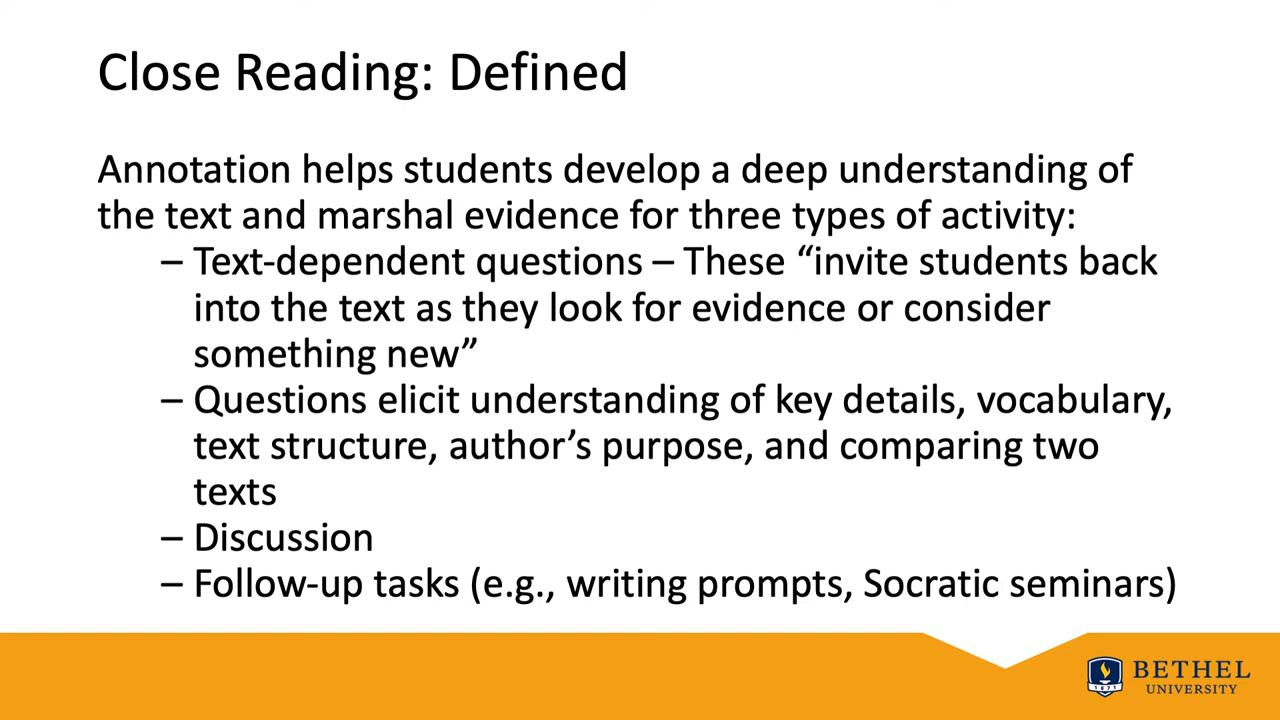 Close Reading: Defined
Annotation helps students develop a deep understanding of
the text and marshal evidence for three types of activity:
– Text-dependent questions – These “invite students back
into the text as they look for evidence or consider
something new”
– Questions elicit understanding of key details, vocabulary,
text structure, author’s purpose, and comparing two
texts
– Discussion
– Follow-up tasks (e.g., writing prompts, Socratic seminars)
1871
BETHEL
UNIVERSITY